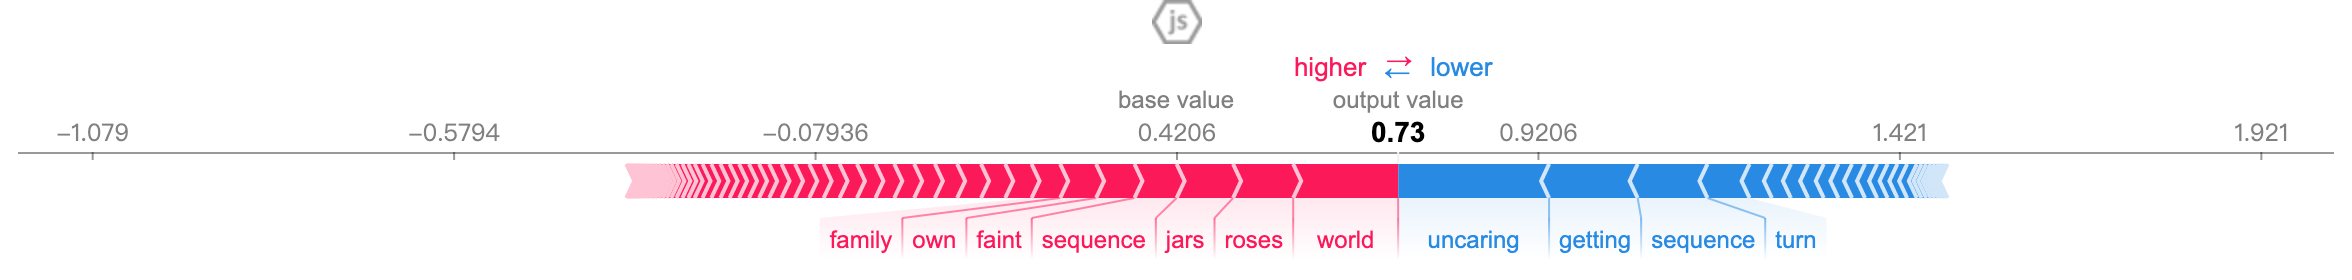 js
higher lower
base value output value
−1.079 −0.5794 −0.07936 0.4206 0.73 0.9206 1.421 1.921
family own faint sequence jars roses world uncaring getting sequence turn